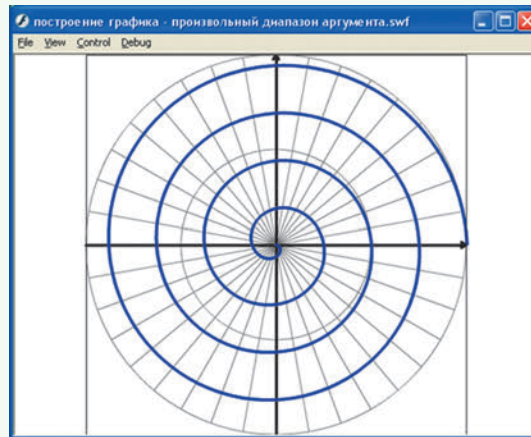 построение графика - произвольный диапазон аргумента.swf
File View Control Debug